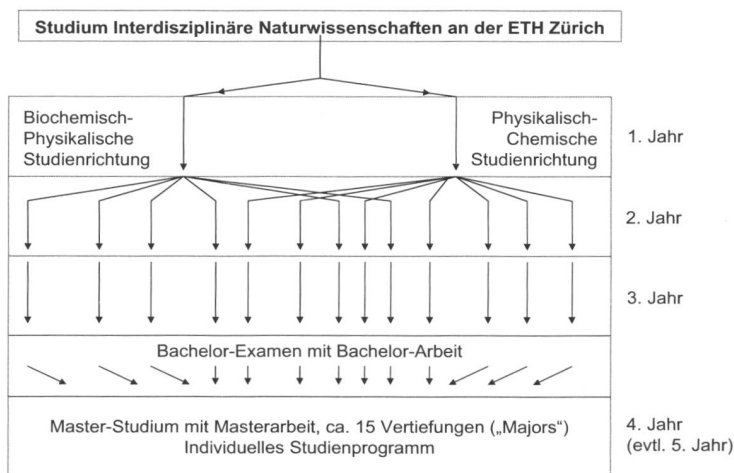 Studium Interdisziplinäre Naturwissenschaften an der ETH Zürich
Biochemisch-
Physikalische
Studienrichtung
Physikalisch-
Chemische
Studienrichtung
1. Jahr
2. Jahr
3. Jahr
Bachelor-Examen mit Bachelor-Arbeit
Master-Studium mit Masterarbeit, ca. 15 Vertiefungen („Majors“)
Individuelles Studienprogramm
4. Jahr
(evtl. 5. Jahr)